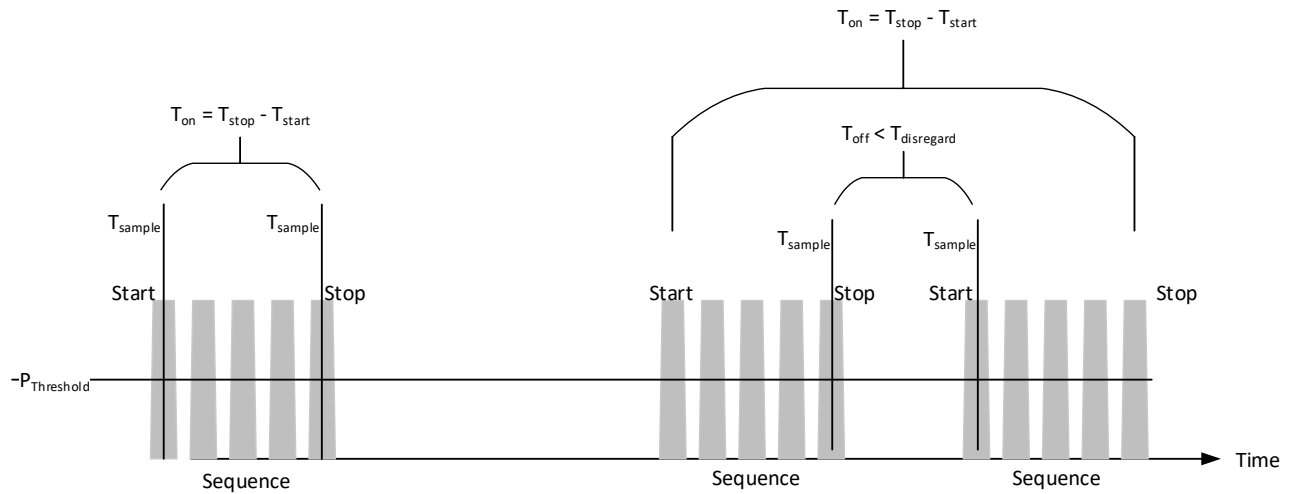 T_on = T_stop - T_start
T_on = T_stop - T_start
T_off < T_disregard
T_sample T_sample T_sample T_sample
Start Stop Start Stop Start Stop
-P_Threshold
Time
Sequence Sequence Sequence